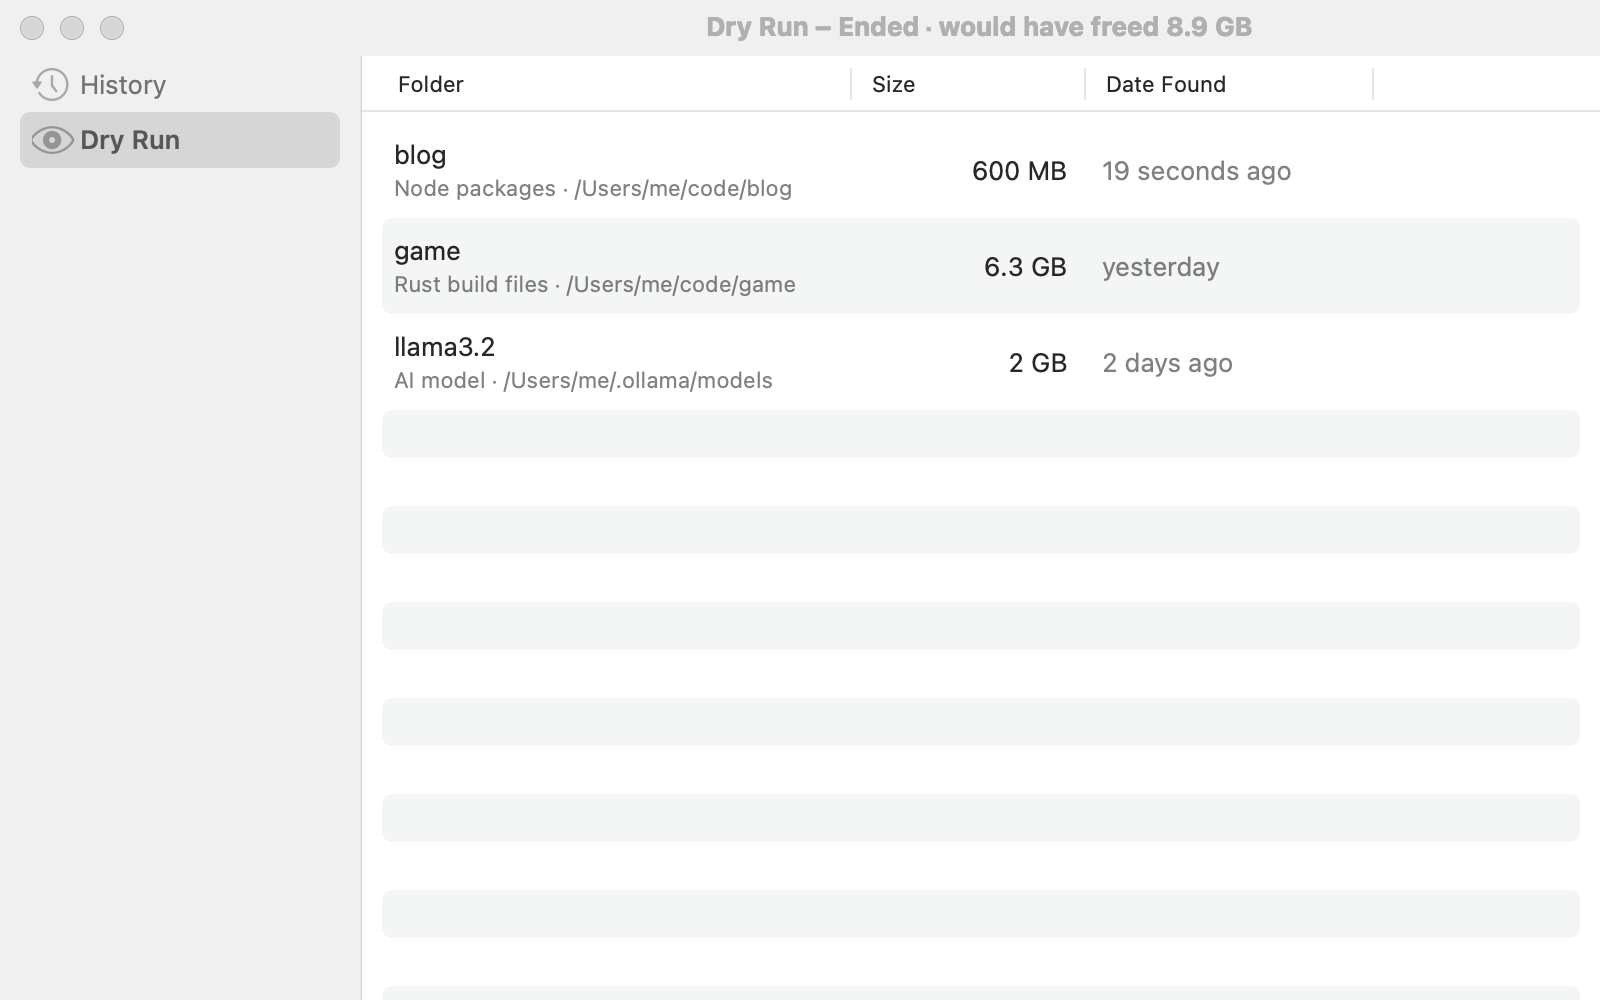 Dry Run – Ended · would have freed 8.9 GB
History
Dry Run
Folder Size Date Found
blog
Node packages · /Users/me/code/blog
600 MB 19 seconds ago
game
Rust build files · /Users/me/code/game
6.3 GB yesterday
llama3.2
AI model · /Users/me/.ollama/models
2 GB 2 days ago